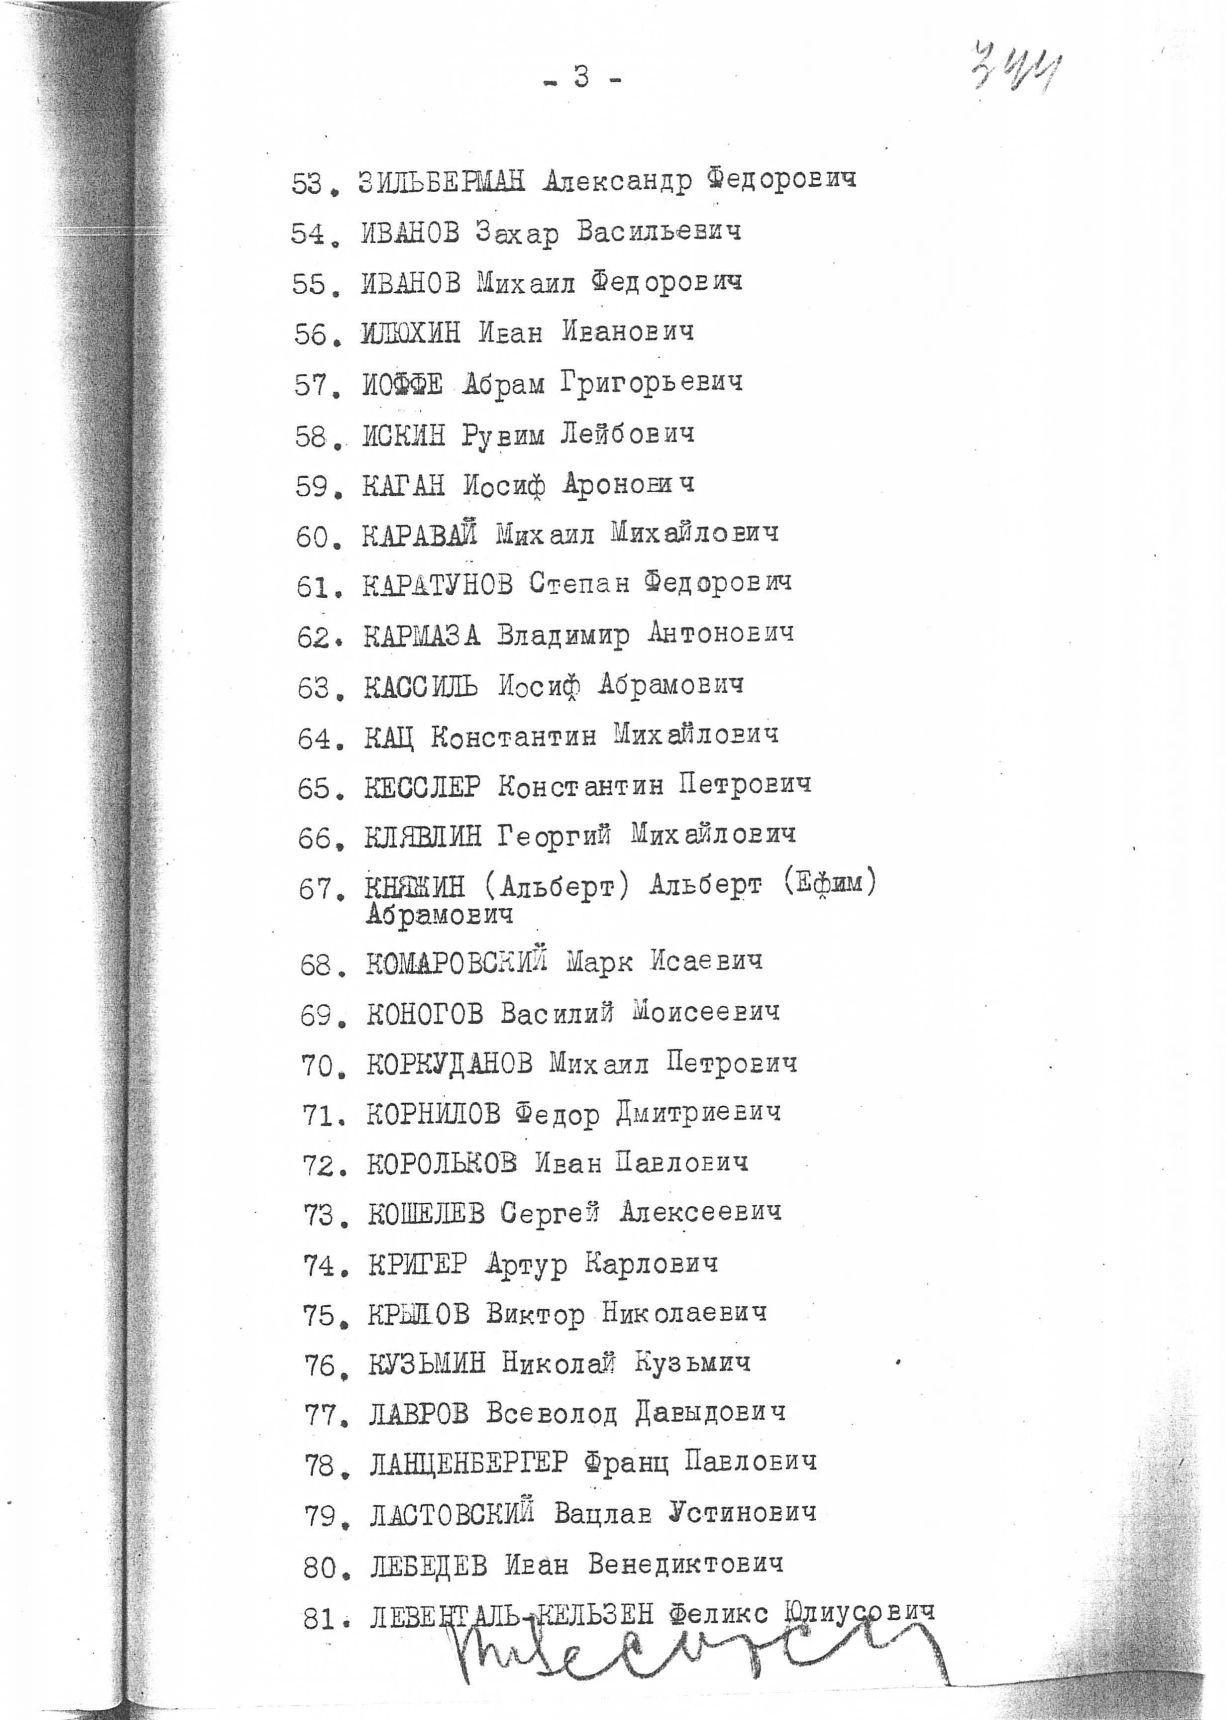 - 3 -
344
53. ЗИЛЬБЕРМАН Александр Федорович
54. ИВАНОВ Захар Васильевич
55. ИВАНОВ Михаил Федорович
56. ИЛЮХИН Иван Иванович
57. ИОФФЕ Абрам Григорьевич
58. ИСКИН Рувим Лейбович
59. КАГАН Иосиф Аронович
60. КАРАВАЙ Михаил Михайлович
61. КАРАТУНОВ Степан Федорович
62. КАРМАЗА Владимир Антонович
63. КАССИЛЬ Иосиф Абрамович
64. КАЦ Константин Михайлович
65. КЕССЛЕР Константин Петрович
66. КЛЯВЛИН Георгий Михайлович
67. КНЯЖИН (Альберт) Альберт (Ефим)
Абрамович
68. КОМАРОВСКИЙ Марк Исаевич
69. КОНОГОВ Василий Моисеевич
70. КОРКУДАНОВ Михаил Петрович
71. КОРНИЛОВ Федор Дмитриевич
72. КОРОЛЬКОВ Иван Павлович
73. КОШЕЛЕВ Сергей Алексеевич
74. КРИГЕР Артур Карлович
75. КРЫЛОВ Виктор Николаевич
76. КУЗЬМИН Николай Кузьмич
77. ЛАВРОВ Всеволод Давыдович
78. ЛАНЦЕНБЕРГЕР Франц Павлович
79. ЛАСТОВСКИЙ Вацлав Устинович
80. ЛЕБЕДЕВ Иван Венедиктович
81. ЛЕВЕНТАЛЬ-КЕЛЬЗЕН Феликс Юлиусович